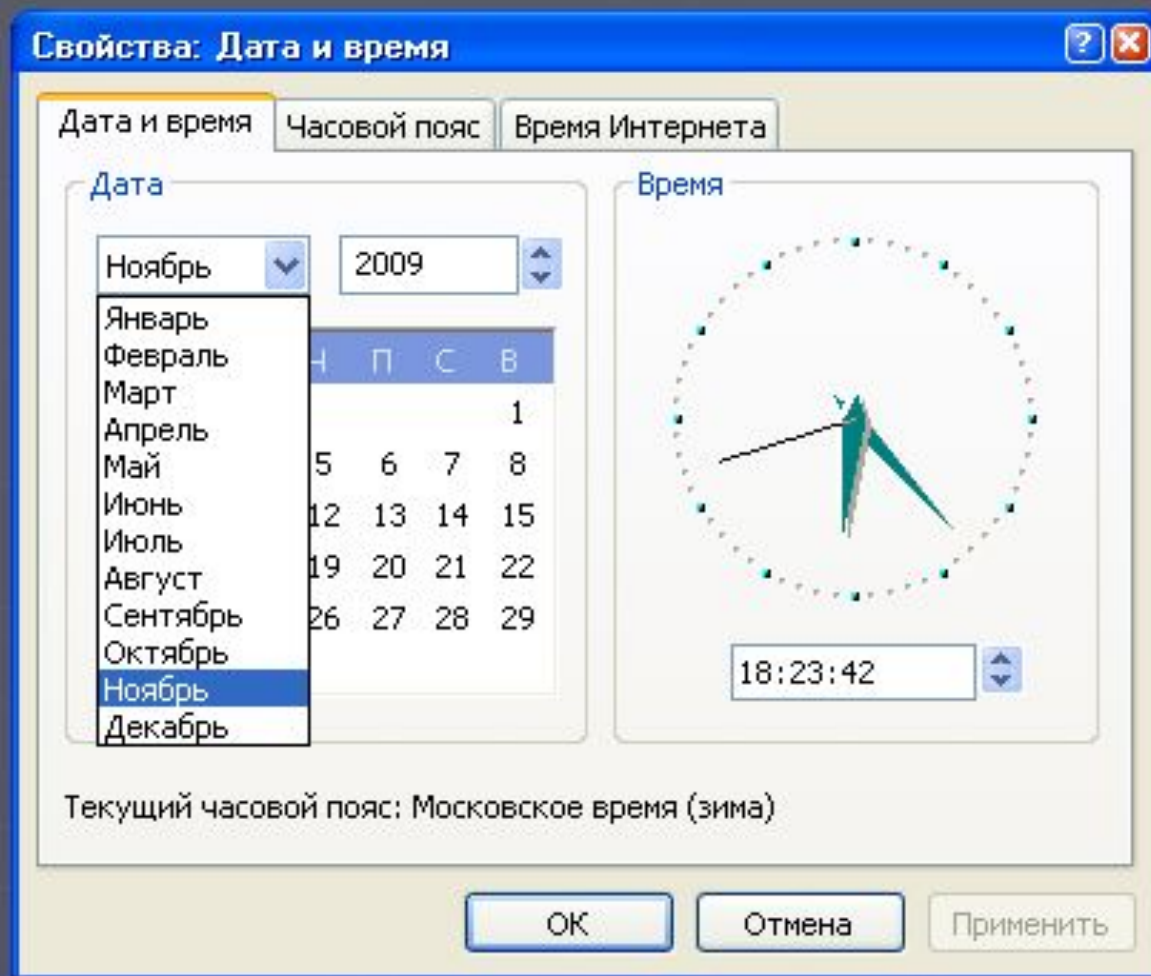 Свойства: Дата и время
Дата и время Часовой пояс Время Интернета
Дата
Время
Ноябрь 2009
Январь
Февраль
Март
Апрель
Май
Июнь
Июль
Август
Сентябрь
Октябрь
Ноябрь
Декабрь
П С В
1
5 6 7 8
12 13 14 15
19 20 21 22
26 27 28 29
18:23:42
Текущий часовой пояс: Московское время (зима)
ОК Отмена Применить